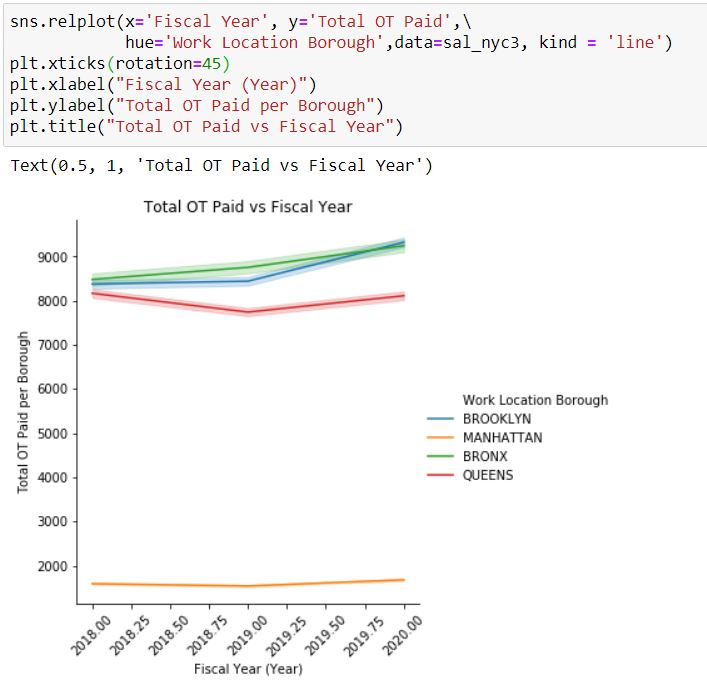 sns.relplot(x='Fiscal Year', y='Total OT Paid',\
hue='Work Location Borough',data=sal_nyc3, kind = 'line')
plt.xticks(rotation=45)
plt.xlabel("Fiscal Year (Year)")
plt.ylabel("Total OT Paid per Borough")
plt.title("Total OT Paid vs Fiscal Year")
Text(0.5, 1, 'Total OT Paid vs Fiscal Year')
Total OT Paid vs Fiscal Year
9000
8000
7000
6000
5000
4000
3000
2000
Total OT Paid per Borough
Work Location Borough
BROOKLYN
MANHATTAN
BRONX
QUEENS
2018.00
2018.25
2018.50
2018.75
2019.00
2019.25
2019.50
2019.75
2020.00
Fiscal Year (Year)